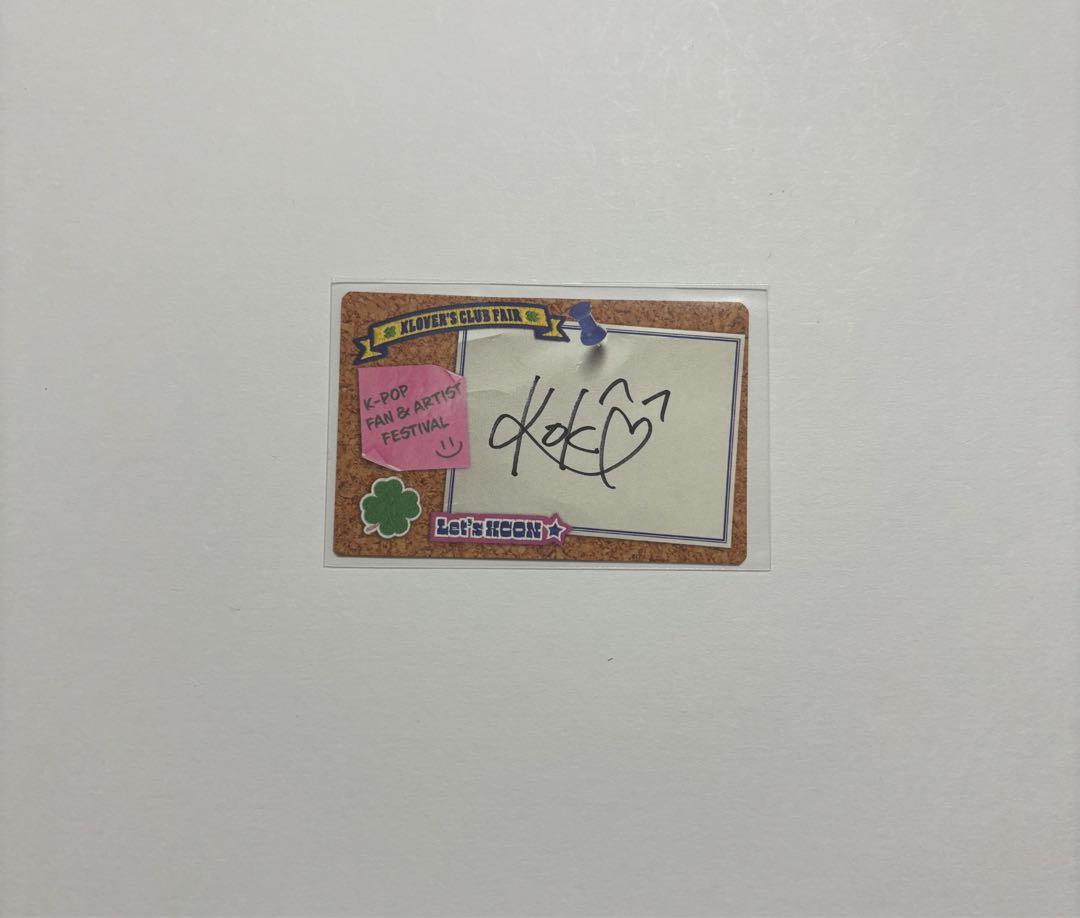 KLOVER'S CLUB FAIR
K-POP
FAN & ARTIST
FESTIVAL
Let's KCON